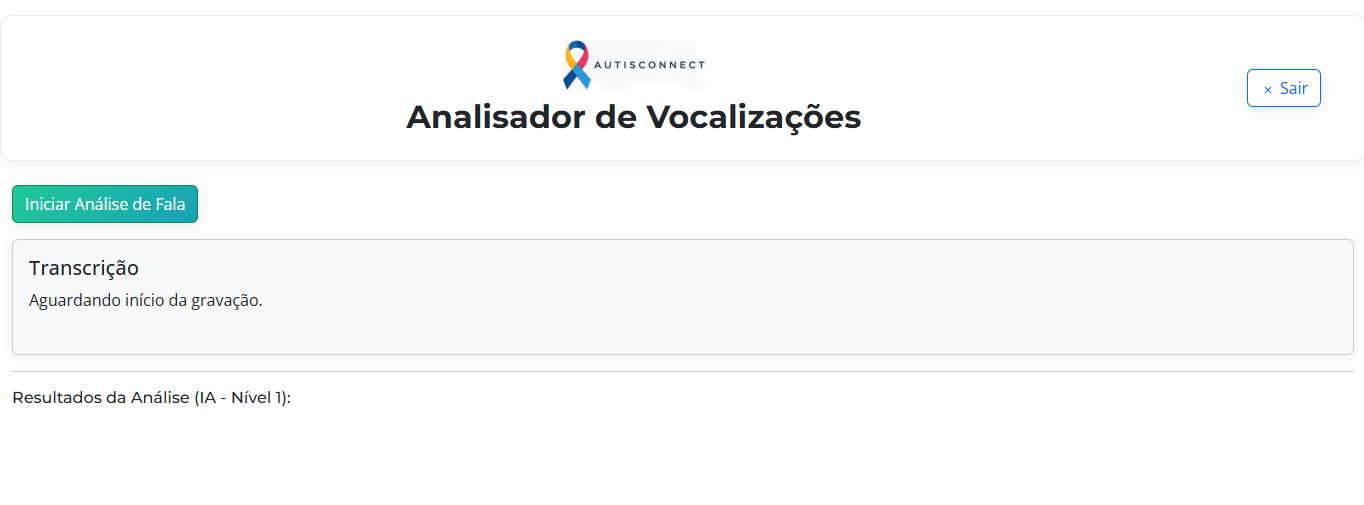 AUTISCONNECT
Analisador de Vocalizações
× Sair
Iniciar Análise de Fala
Transcrição
Aguardando início da gravação.
Resultados da Análise (IA - Nível 1):